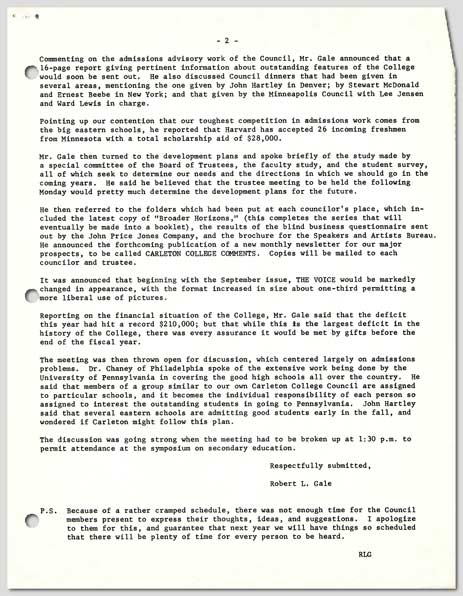 - 2 -
Commenting on the admissions advisory work of the Council, Mr. Gale announced that a
16-page report giving pertinent information about outstanding features of the College
would soon be sent out. He also discussed Council dinners that had been given in
several areas, mentioning the one given by John Hartley in Denver; by Stewart McDonald
and Ernest Beebe in New York; and that given by the Minneapolis Council with Lee Jensen
and Ward Lewis in charge.
Pointing up our contention that our toughest competition in admissions work comes from
the big eastern schools, he reported that Harvard has accepted 26 incoming freshmen
from Minnesota with a total scholarship aid of $28,000.
Mr. Gale then turned to the development plans and spoke briefly of the study made by
a special committee of the Board of Trustees, the faculty study, and the student survey,
all of which seek to determine our needs and the directions in which we should go in the
coming years. He said he believed that the trustee meeting to be held the following
Monday would pretty much determine the development plans for the future.
He then referred to the folders which had been put at each councilor's place, which in-
cluded the latest copy of "Broader Horizons," (this completes the series that will
eventually be made into a booklet), the results of the blind business questionnaire sent
out by the John Price Jones Company, and the brochure for the Speakers and Artists Bureau.
He announced the forthcoming publication of a new monthly newsletter for our major
prospects, to be called CARLETON COLLEGE COMMENTS. Copies will be mailed to each
councilor and trustee.
It was announced that beginning with the September issue, THE VOICE would be markedly
changed in appearance, with the format increased in size about one-third permitting a
more liberal use of pictures.
Reporting on the financial situation of the College, Mr. Gale said that the deficit
this year had hit a record $210,000; but that while this is the largest deficit in the
history of the College, there was every assurance it would be met by gifts before the
end of the fiscal year.
The meeting was then thrown open for discussion, which centered largely on admissions
problems. Dr. Chaney of Philadelphia spoke of the extensive work being done by the
University of Pennsylvania in covering the good high schools all over the country. He
said that members of a group similar to our own Carleton College Council are assigned
to particular schools, and it becomes the individual responsibility of each person so
assigned to interest the outstanding students in going to Pennsylvania. John Hartley
said that several eastern schools are admitting good students early in the fall, and
wondered if Carleton might follow this plan.
The discussion was going strong when the meeting had to be broken up at 1:30 p.m. to
permit attendance at the symposium on secondary education.
Respectfully submitted,
Robert L. Gale
P.S. Because of a rather cramped schedule, there was not enough time for the Council
members present to express their thoughts, ideas, and suggestions. I apologize
to them for this, and guarantee that next year we will have things so scheduled
that there will be plenty of time for every person to be heard.
RLG